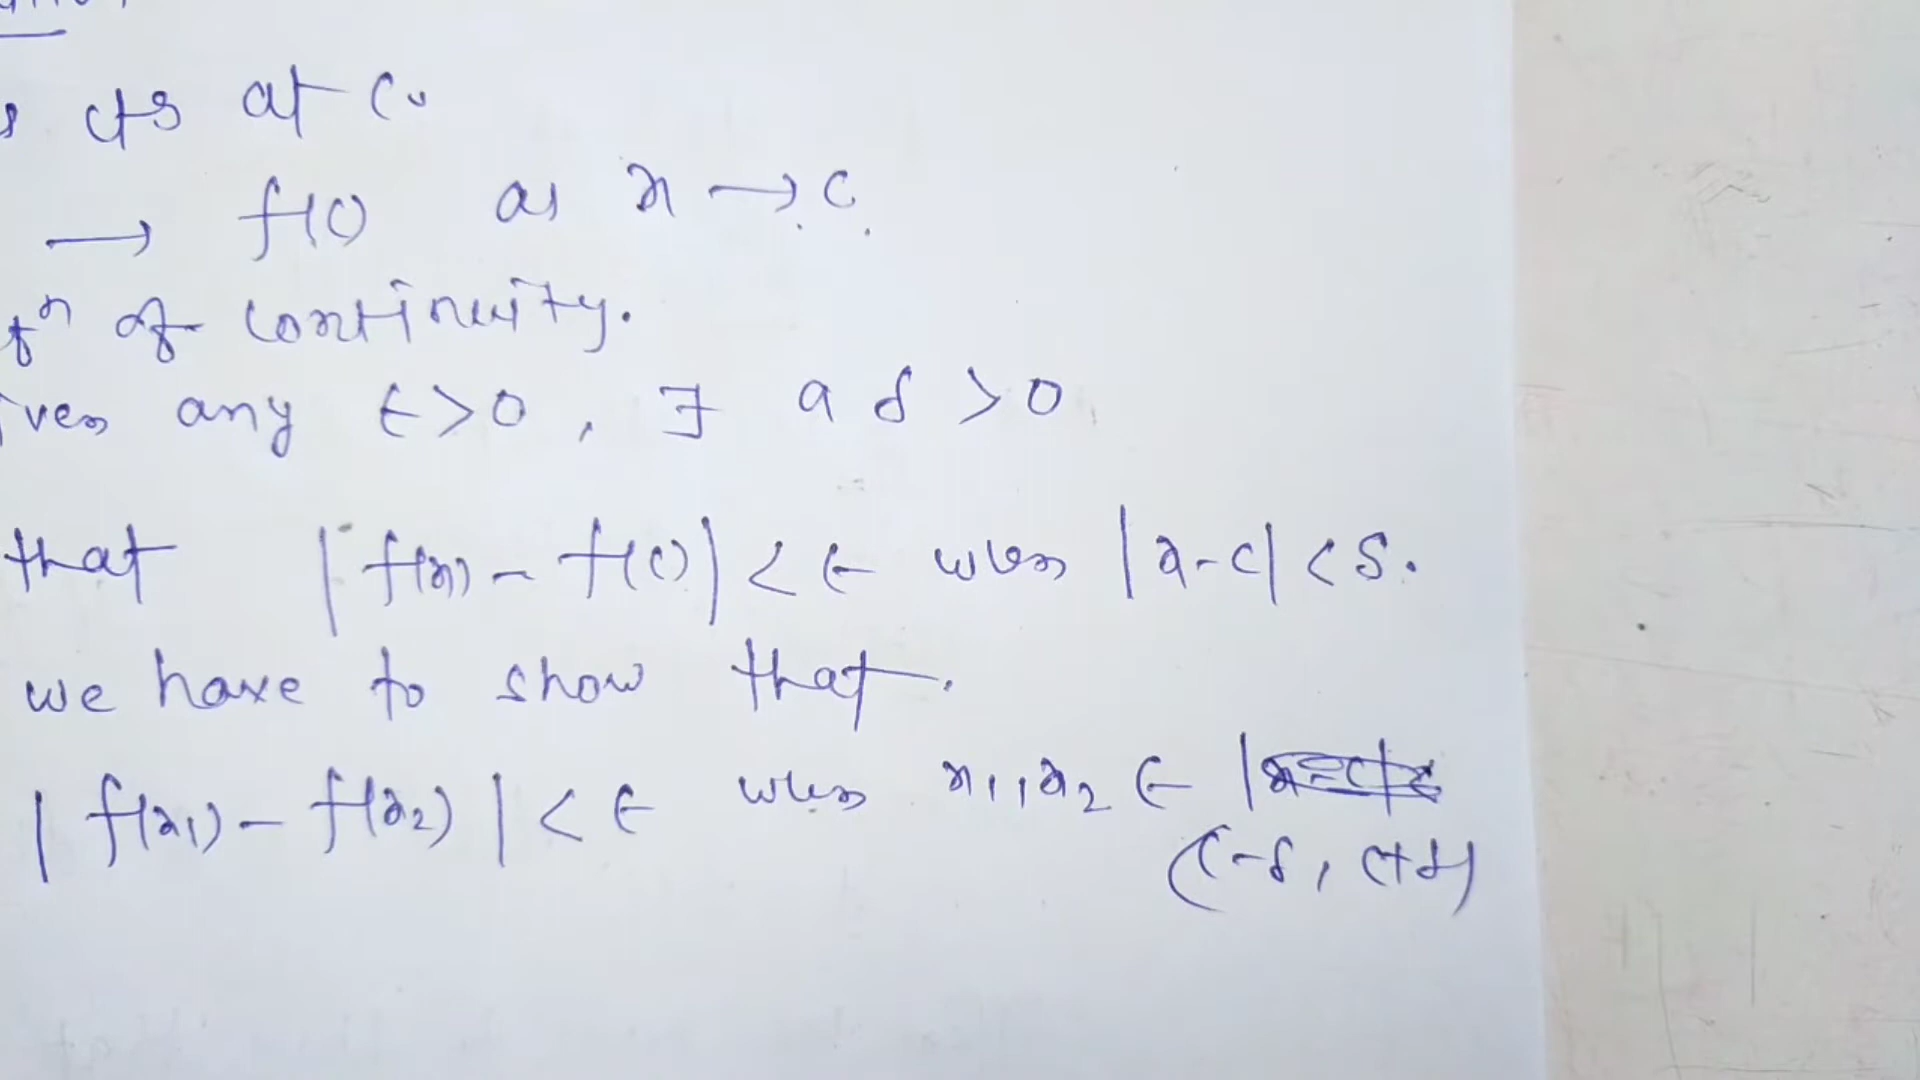 cts at c.
→ f(c) as x → c.
of continuity.
any ε>0, ∃ a δ >0
that |f(x) - f(c)| < ε when |x-c| < δ.
we have to show that.
|f(x₁) - f(x₂)| < ε when x₁, x₂ ∈
(c-δ, c+δ)